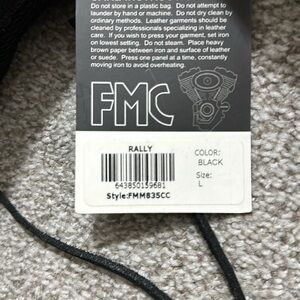 Do not store in a plastic bag. Do not attempt to
launder by hand or machine. Do not dry clean by
ordinary methods. Leather garments should be
cleaned by professionals specializing in leather
care. If you wish to press your garment, set iron
on lowest setting. Do not steam. Place heavy
brown paper between iron and surface of leather
or suede. Press one panel at a time, constantly
moving iron to avoid overheating.
FMC
RALLY
643850159681
Style:FMM835CC
COLOR:
BLACK
Size:
L